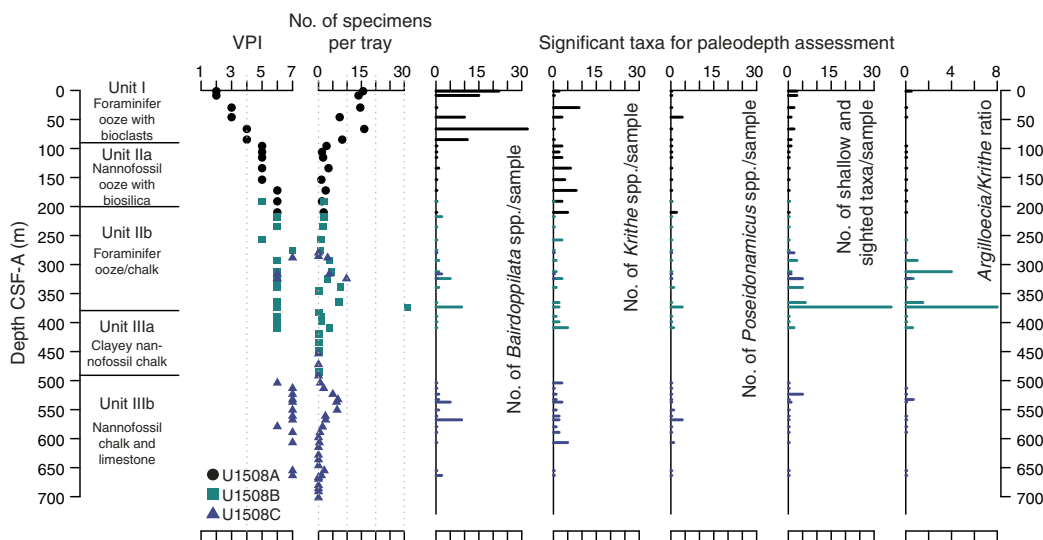 No. of specimens
VPI per tray Significant taxa for paleodepth assessment
1 3 5 7 0 15 30 0 10 20 30 0 10 20 30 0 10 20 30 0 10 20 30 0 4 8
Depth CSF-A (m)
0
50
100
150
200
250
300
350
400
450
500
550
600
650
700
Unit I
Foraminifer
ooze with
bioclasts
Unit IIa
Nannofossil
ooze with
biosilica
Unit IIb
Foraminifer
ooze/chalk
Unit IIIa
Clayey nan-
nofossil chalk
Unit IIIb
Nannofossil
chalk and
limestone
U1508A
U1508B
U1508C
No. of Bairdoppilata spp./sample
No. of Krithe spp./sample
No. of Poseidonamicus spp./sample
No. of shallow and
sighted taxa/sample
Argilloecia/Krithe ratio
0
50
100
150
200
250
300
350
400
450
500
550
600
650
700